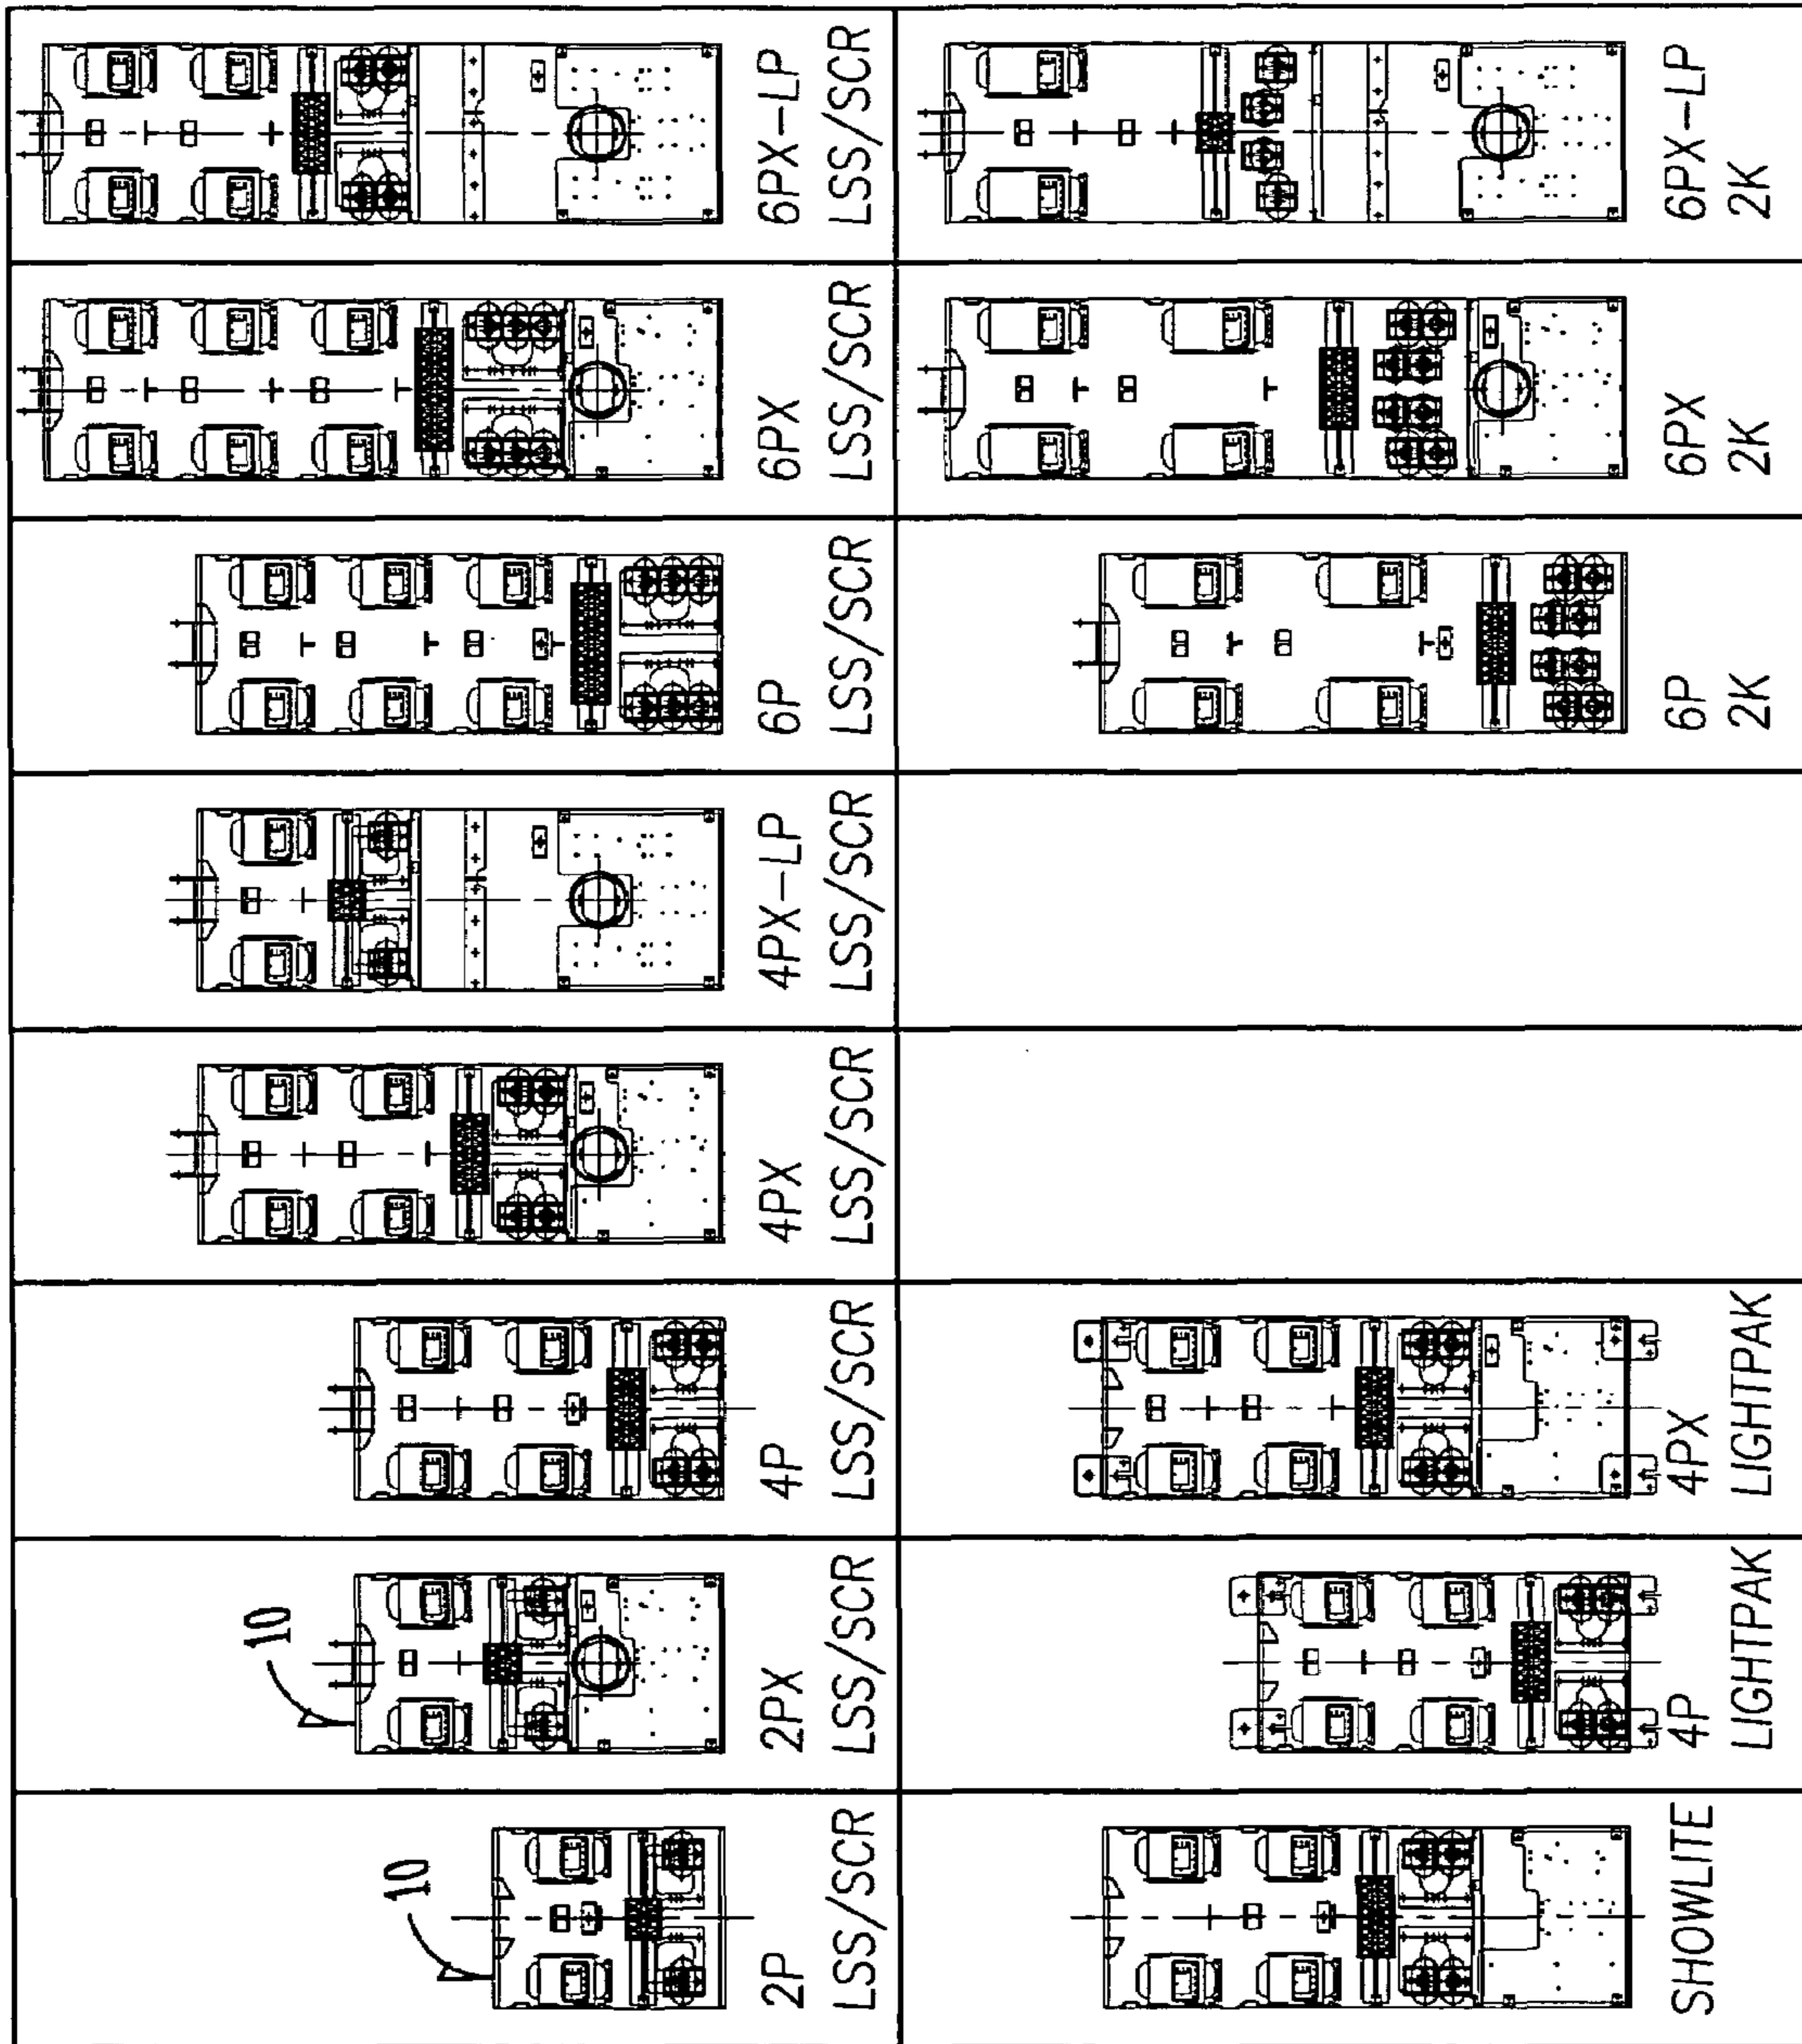 10
10
2P
LSS/SCR
2PX
LSS/SCR
4P
LSS/SCR
4PX
LSS/SCR
4PX-LP
LSS/SCR
6P
LSS/SCR
6PX
LSS/SCR
6PX-LP
LSS/SCR
SHOWLITE
4P
LIGHTPAK
4PX
LIGHTPAK
6P
2K
6PX
2K
6PX-LP
2K